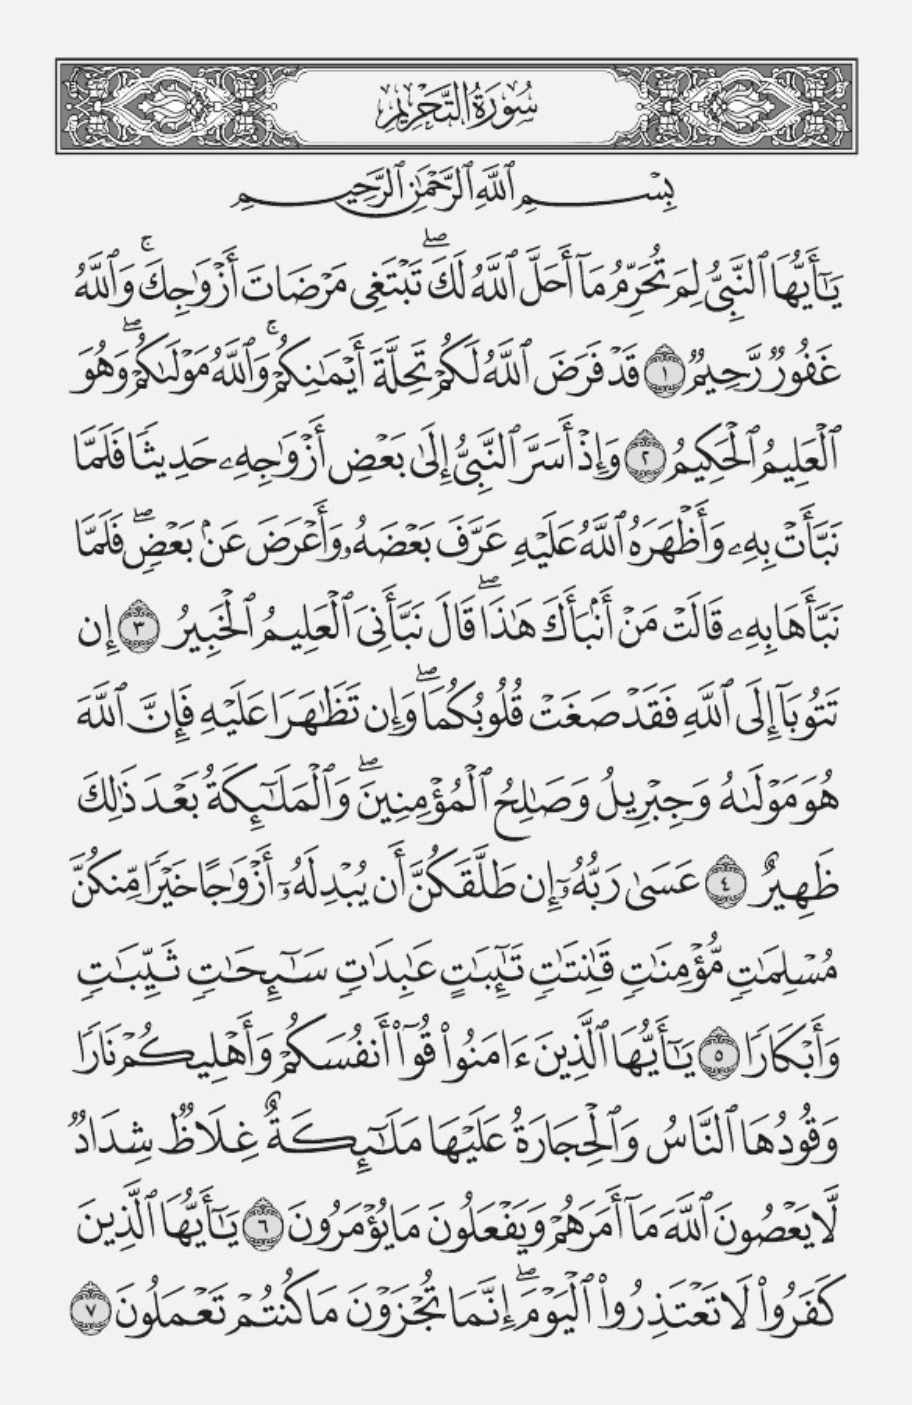 سُورَةُ التَّحْرِيمِ
بِسْمِ ٱللَّهِ ٱلرَّحْمَٰنِ ٱلرَّحِيمِ
يَٰٓأَيُّهَا ٱلنَّبِىُّ لِمَ تُحَرِّمُ مَآ أَحَلَّ ٱللَّهُ لَكَۖ تَبْتَغِى مَرْضَاتَ أَزْوَٰجِكَۚ وَٱللَّهُ
غَفُورٌ رَّحِيمٌ ١ قَدْ فَرَضَ ٱللَّهُ لَكُمْ تَحِلَّةَ أَيْمَٰنِكُمْۚ وَٱللَّهُ مَوْلَىٰكُمْۖ وَهُوَ
ٱلْعَلِيمُ ٱلْحَكِيمُ ٢ وَإِذْ أَسَرَّ ٱلنَّبِىُّ إِلَىٰ بَعْضِ أَزْوَٰجِهِۦ حَدِيثًا فَلَمَّا
نَبَّأَتْ بِهِۦ وَأَظْهَرَهُ ٱللَّهُ عَلَيْهِ عَرَّفَ بَعْضَهُۥ وَأَعْرَضَ عَنۢ بَعْضٍۖ فَلَمَّا
نَبَّأَهَا بِهِۦ قَالَتْ مَنْ أَنۢبَأَكَ هَٰذَاۖ قَالَ نَبَّأَنِىَ ٱلْعَلِيمُ ٱلْخَبِيرُ ٣ إِن
تَتُوبَآ إِلَى ٱللَّهِ فَقَدْ صَغَتْ قُلُوبُكُمَاۖ وَإِن تَظَٰهَرَا عَلَيْهِ فَإِنَّ ٱللَّهَ
هُوَ مَوْلَىٰهُ وَجِبْرِيلُ وَصَٰلِحُ ٱلْمُؤْمِنِينَۖ وَٱلْمَلَٰٓئِكَةُ بَعْدَ ذَٰلِكَ
ظَهِيرٌ ٤ عَسَىٰ رَبُّهُۥٓ إِن طَلَّقَكُنَّ أَن يُبْدِلَهُۥٓ أَزْوَٰجًا خَيْرًا مِّنكُنَّ
مُسْلِمَٰتٍ مُّؤْمِنَٰتٍ قَٰنِتَٰتٍ تَٰٓئِبَٰتٍ عَٰبِدَٰتٍ سَٰٓئِحَٰتٍ ثَيِّبَٰتٍ
وَأَبْكَارًا ٥ يَٰٓأَيُّهَا ٱلَّذِينَ ءَامَنُوا۟ قُوٓا۟ أَنفُسَكُمْ وَأَهْلِيكُمْ نَارًا
وَقُودُهَا ٱلنَّاسُ وَٱلْحِجَارَةُ عَلَيْهَا مَلَٰٓئِكَةٌ غِلَاظٌ شِدَادٌ
لَّا يَعْصُونَ ٱللَّهَ مَآ أَمَرَهُمْ وَيَفْعَلُونَ مَا يُؤْمَرُونَ ٦ يَٰٓأَيُّهَا ٱلَّذِينَ
كَفَرُوا۟ لَا تَعْتَذِرُوا۟ ٱلْيَوْمَۖ إِنَّمَا تُجْزَوْنَ مَا كُنتُمْ تَعْمَلُونَ ٧